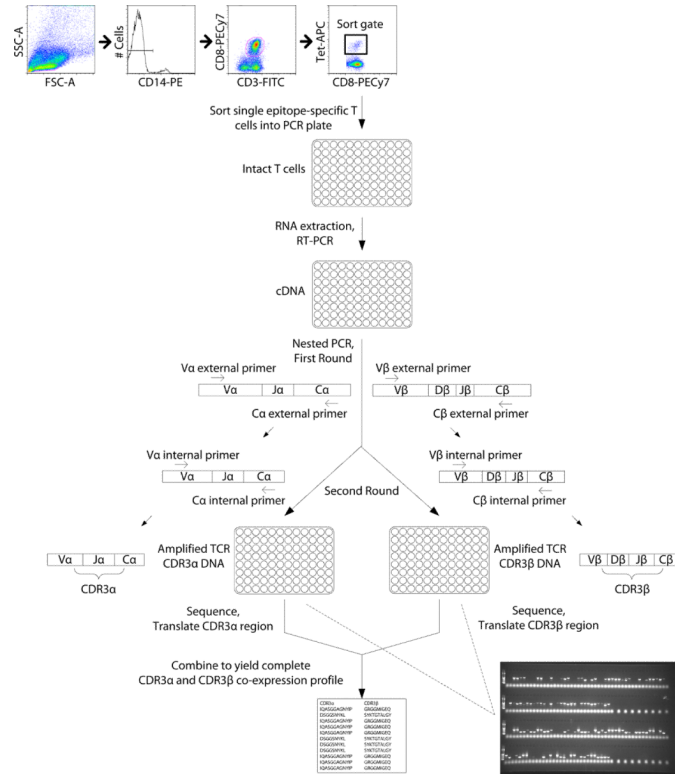 SSC-A
# Cells
CD8-PECy7
Tet-APC
Sort gate
FSC-A
CD14-PE
CD3-FITC
CD8-PECy7
Sort single epitope-specific T
cells into PCR plate
Intact T cells
RNA extraction,
RT-PCR
cDNA
Nested PCR,
First Round
Vα external primer
Vα Jα Cα
Cα external primer
Vβ external primer
Vβ Dβ Jβ Cβ
Cβ external primer
Vα internal primer
Vα Jα Cα
Cα internal primer
Vβ internal primer
Vβ Dβ Jβ Cβ
Cβ internal primer
Second Round
Vα Jα Cα
CDR3α
Amplified TCR
CDR3α DNA
Amplified TCR
CDR3β DNA
Vβ Dβ Jβ Cβ
CDR3β
Sequence,
Translate CDR3α region
Sequence,
Translate CDR3β region
Combine to yield complete
CDR3α and CDR3β co-expression profile
CDR3α CDR3β